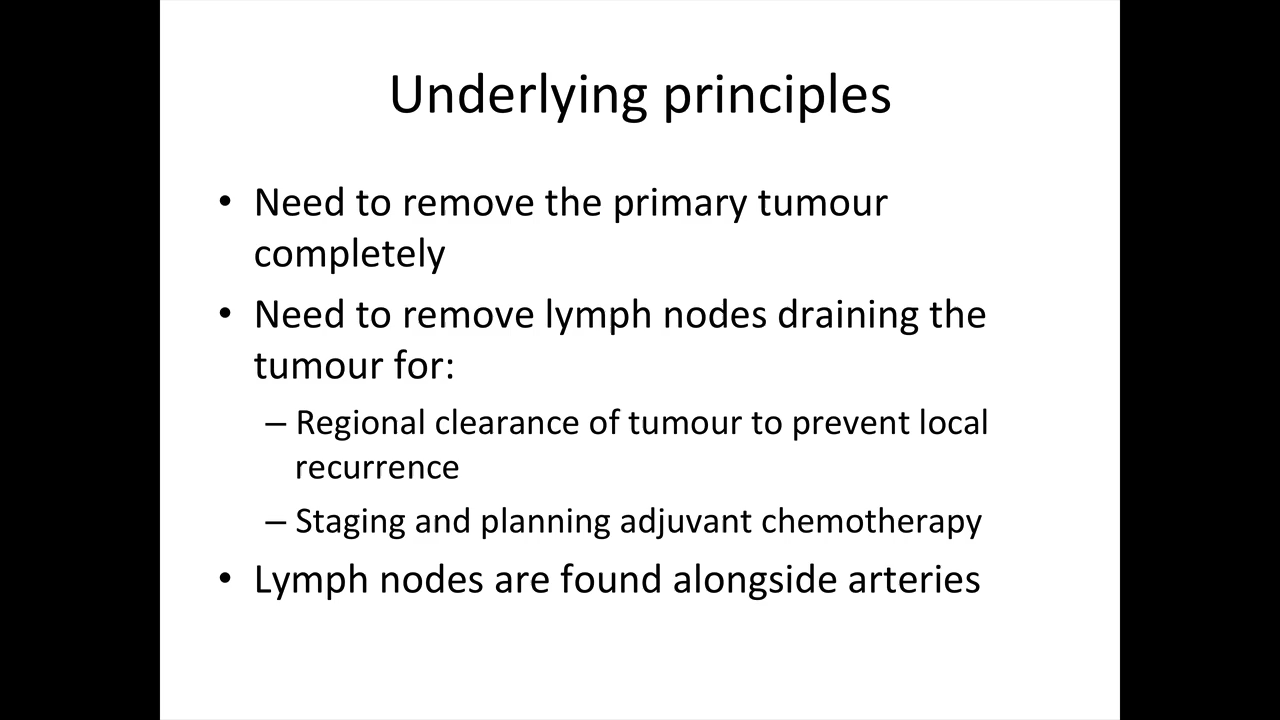 Underlying principles
• Need to remove the primary tumour
completely
• Need to remove lymph nodes draining the
tumour for:
– Regional clearance of tumour to prevent local
recurrence
– Staging and planning adjuvant chemotherapy
• Lymph nodes are found alongside arteries